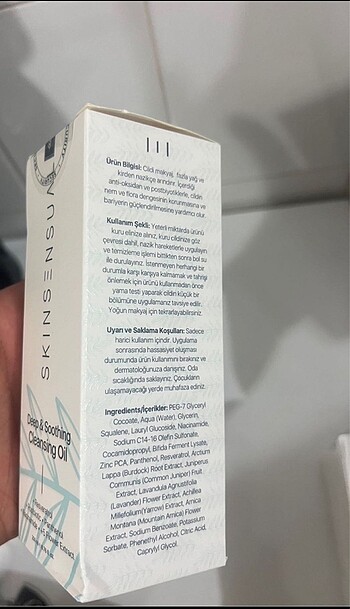 SKINSENSUM
Deep & Soothing
Cleansing Oil
Ürün Bilgisi: Cildi makyaj, fazla yağ ve
kirden nazikçe arındırır. İçerdiği
anti-oksidan ve postbiyotiklerle, cildin
nem ve flora dengesinin korunmasına ve
bariyerin güçlendirilmesine yardımcı olur.
Kullanım Şekli: Yeterli miktarda ürünü
kuru elinize alınız, kuru cildinize göz
çevresi dahil, nazik hareketlerle uygulayın
ve temizleme işlemi bittikten sonra bol su
ile durulayınız. İstenmeyen herhangi bir
durumla karşı karşıya kalmamak ve tahrişi
önlemek için ürünü kullanmadan önce
yama testi yaparak cildin küçük bir
bölümüne uygulamanız tavsiye edilir.
Yoğun makyaj için tekrarlayabilirsiniz.
Uyarı ve Saklama Koşulları: Sadece
harici kullanım içindir. Uygulama
sonrasında hassasiyet oluşması
durumunda ürün kullanımını bırakınız ve
dermatoloğunuza danışınız. Oda
sıcaklığında saklayınız. Çocukların
ulaşamayacağı yerde muhafaza ediniz.
Ingredients/İçerikler: PEG-7 Glyceryl
Cocoate, Aqua (Water), Glycerin,
Squalene, Lauryl Glucoside, Niacinamide,
Sodium C14-16 Olefin Sulfonate,
Cocamidopropyl, Bifida Ferment Lysate,
Zinc PCA, Panthenol, Resveratrol, Arctium
Lappa (Burdock) Root Extract, Juniperus
Communis (Common Juniper) Fruit
Extract, Lavandula Agnustifolia
(Lavander) Flower Extract, Achillea
Millefolium(Yarrow) Extract, Arnica
Montana (Mountain Arnica) Flower
Extract, Sodium Benzoate, Potassium
Sorbate, Phenethyl Alcohol, Citric Acid,
Caprylyl Glycol.